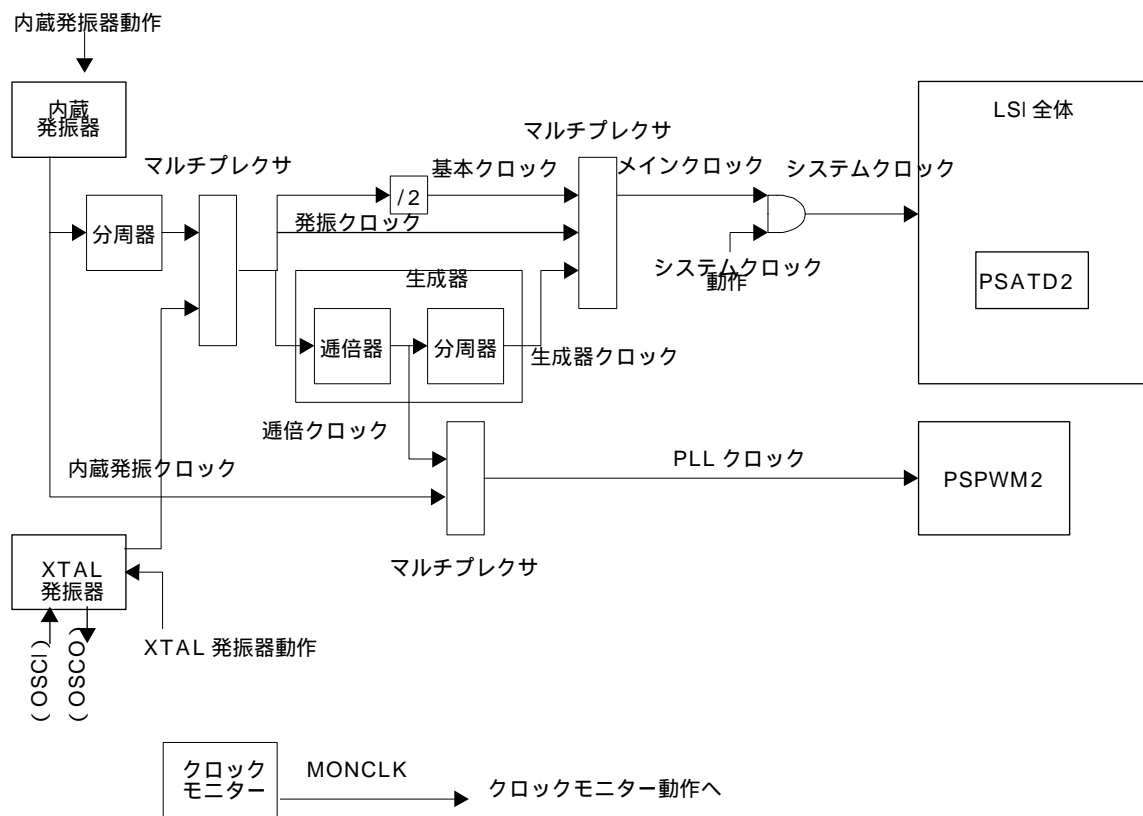 内蔵発振器動作
内蔵
発振器
LSI 全体
マルチプレクサ
マルチプレクサ
基本クロック
メインクロック
システムクロック
/2
分周器
発振クロック
システムクロック
動作
生成器
PSATD2
逓倍器
分周器
生成器クロック
逓倍クロック
内蔵発振クロック
PLL クロック
PSPWM2
XTAL
発振器
マルチプレクサ
XTAL 発振器動作
(OSCI)
(OSCO)
クロック
モニター
MONCLK
クロックモニター動作へ